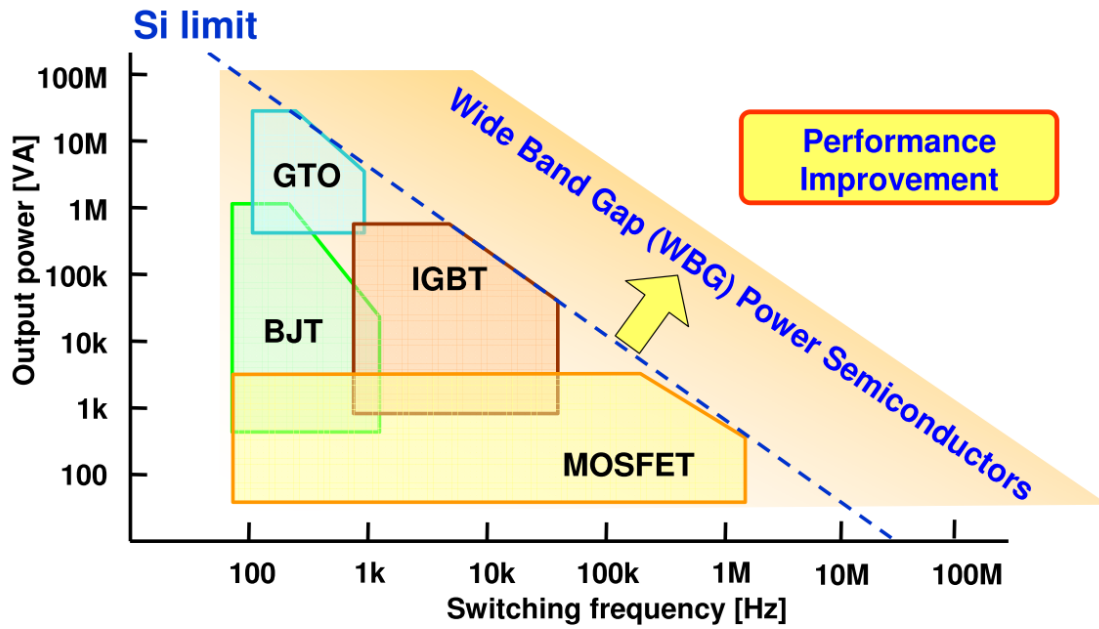 Si limit
100M
10M
1M
100k
10k
1k
100
Output power [VA]
GTO
IGBT
BJT
MOSFET
Wide Band Gap (WBG) Power Semiconductors
Performance
Improvement
100
1k
10k
100k
1M
10M
100M
Switching frequency [Hz]